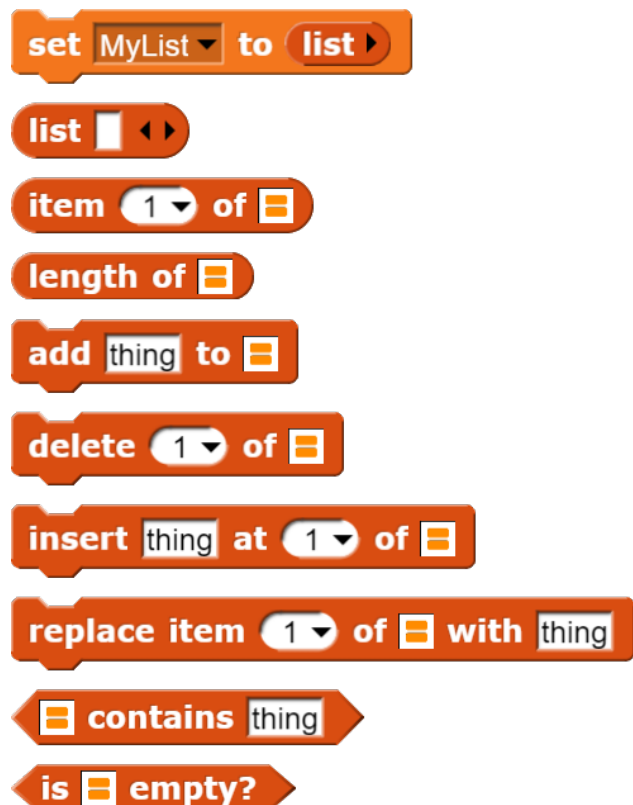 set MyList to list
list
item 1 of
length of
add thing to
delete 1 of
insert thing at 1 of
replace item 1 of with thing
contains thing
is empty?